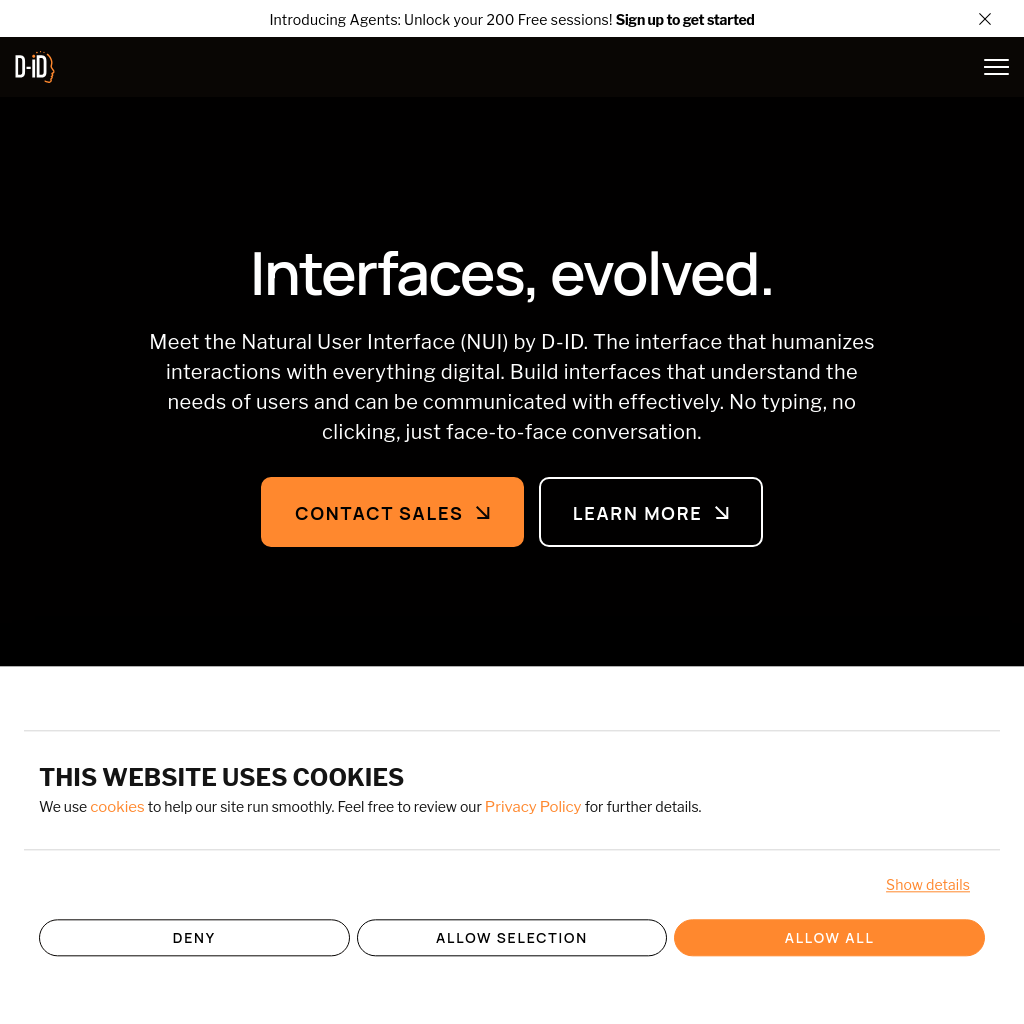 Introducing Agents: Unlock your 200 Free sessions! Sign up to get started
D-iD
Interfaces, evolved.
Meet the Natural User Interface (NUI) by D-ID. The interface that humanizes
interactions with everything digital. Build interfaces that understand the
needs of users and can be communicated with effectively. No typing, no
clicking, just face-to-face conversation.
CONTACT SALES
LEARN MORE
THIS WEBSITE USES COOKIES
We use cookies to help our site run smoothly. Feel free to review our Privacy Policy for further details.
Show details
DENY
ALLOW SELECTION
ALLOW ALL